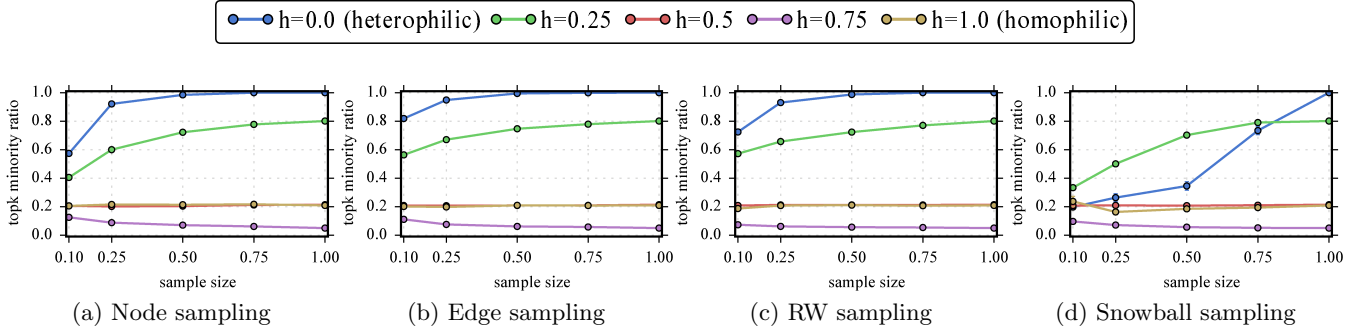 h=0.0 (heterophilic) h=0.25 h=0.5 h=0.75 h=1.0 (homophilic)
topk minority ratio
1.0
0.8
0.6
0.4
0.2
0.0
0.10 0.25 0.50 0.75 1.00
sample size
(a) Node sampling
topk minority ratio
1.0
0.8
0.6
0.4
0.2
0.0
0.10 0.25 0.50 0.75 1.00
sample size
(b) Edge sampling
topk minority ratio
1.0
0.8
0.6
0.4
0.2
0.0
0.10 0.25 0.50 0.75 1.00
sample size
(c) RW sampling
topk minority ratio
1.0
0.8
0.6
0.4
0.2
0.0
0.10 0.25 0.50 0.75 1.00
sample size
(d) Snowball sampling